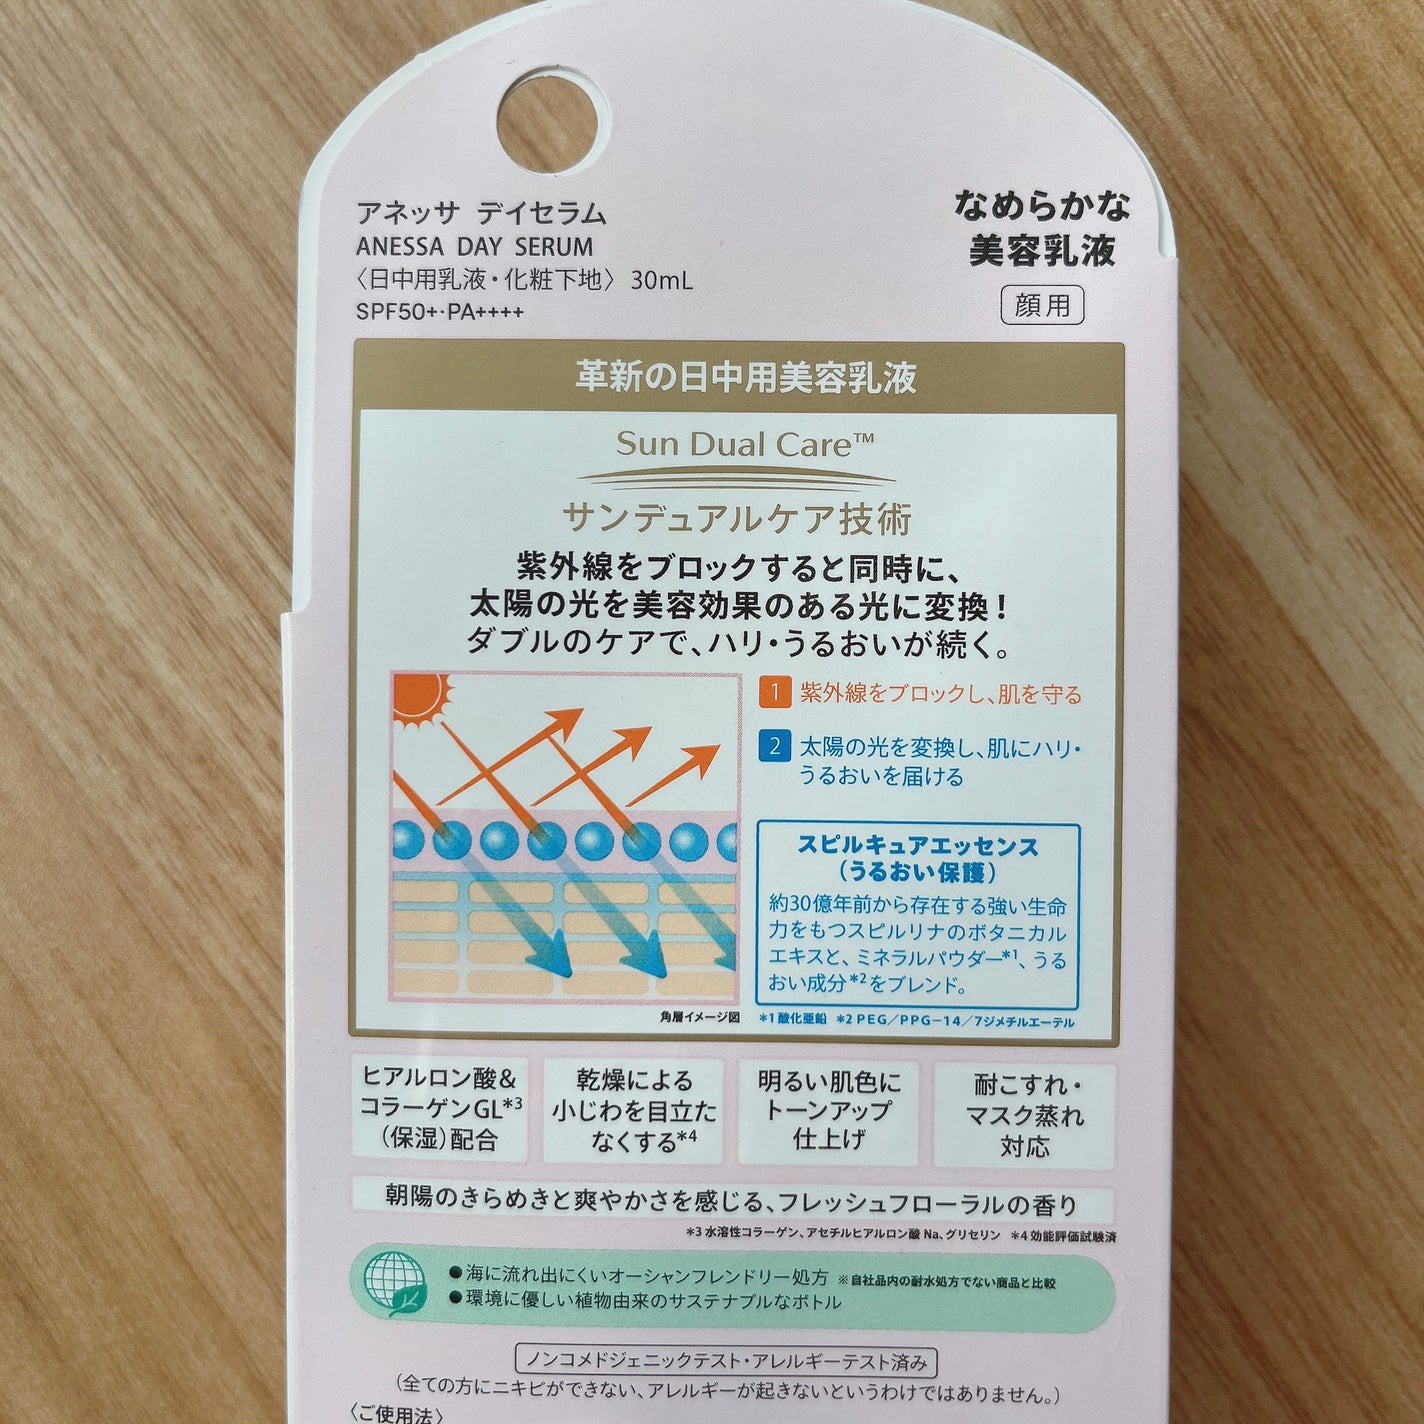 アネッサ デイセラム
ANESSA DAY SERUM
〈日中用乳液・化粧下地〉 30mL
SPF50+・PA++++
なめらかな
美容乳液
顔用
革新の日中用美容乳液
Sun Dual Care™
サンデュアルケア技術
紫外線をブロックすると同時に、
太陽の光を美容効果のある光に変換!
ダブルのケアで、ハリ・うるおいが続く。
1 紫外線をブロックし、肌を守る
2 太陽の光を変換し、肌にハリ・
うるおいを届ける
スピルキュアエッセンス
(うるおい保護)
約30億年前から存在する強い生命
力をもつスピルリナのボタニカル
エキスと、ミネラルパウダー*1、うる
おい成分*2をブレンド。
角層イメージ図
*1 酸化亜鉛 *2 PEG/PPG-14/7ジメチルエーテル
ヒアルロン酸&
コラーゲンGL*3
(保湿)配合
乾燥による
小じわを目立た
なくする*4
明るい肌色に
トーンアップ
仕上げ
耐こすれ・
マスク蒸れ
対応
朝陽のきらめきと爽やかさを感じる、フレッシュフローラルの香り
*3 水溶性コラーゲン、アセチルヒアルロン酸 Na、グリセリン *4 効能評価試験済
●海に流れ出にくいオーシャンフレンドリー処方 ※自社品内の耐水処方でない商品と比較
●環境に優しい植物由来のサステナブルなボトル
ノンコメドジェニックテスト・アレルギーテスト済み
(全ての方にニキビができない、アレルギーが起きないというわけではありません。)
〈ご使用法〉